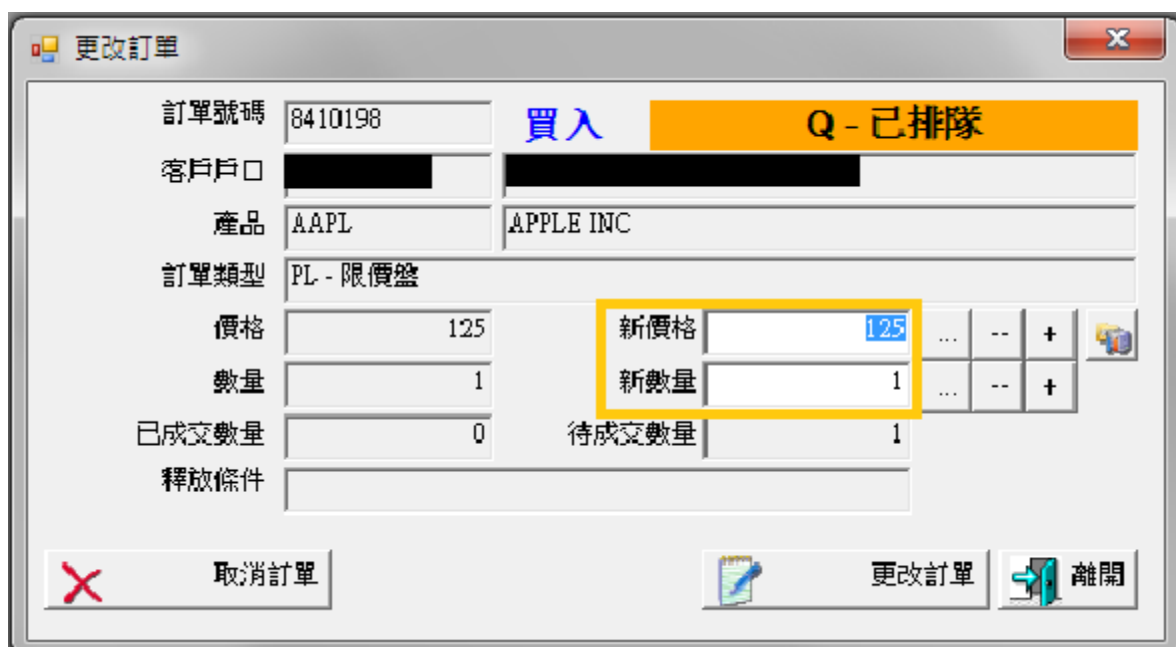 更改訂單
訂單號碼 8410198 買入 Q - 已排隊
客戶戶口
產品 AAPL APPLE INC
訂單類型 PL - 限價盤
價格 125 新價格 125 ... -- +
數量 1 新數量 1 ... -- +
已成交數量 0 待成交數量 1
釋放條件
取消訂單 更改訂單 離開